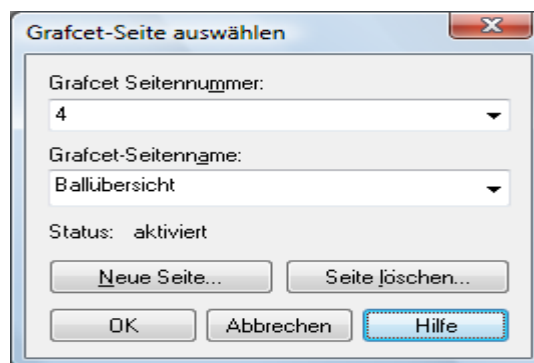 Grafcet-Seite auswählen
Grafcet Seitennummer:
4
Grafcet-Seitenname:
Ballübersicht
Status: aktiviert
Neue Seite... Seite löschen...
OK Abbrechen Hilfe